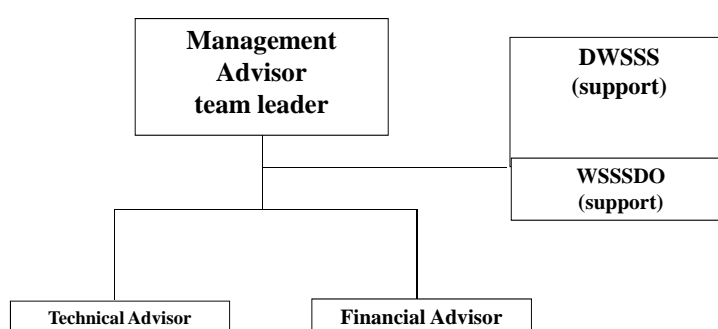 Management
Advisor
team leader
DWSSS
(support)
WSSSDO
(support)
Technical Advisor
Financial Advisor